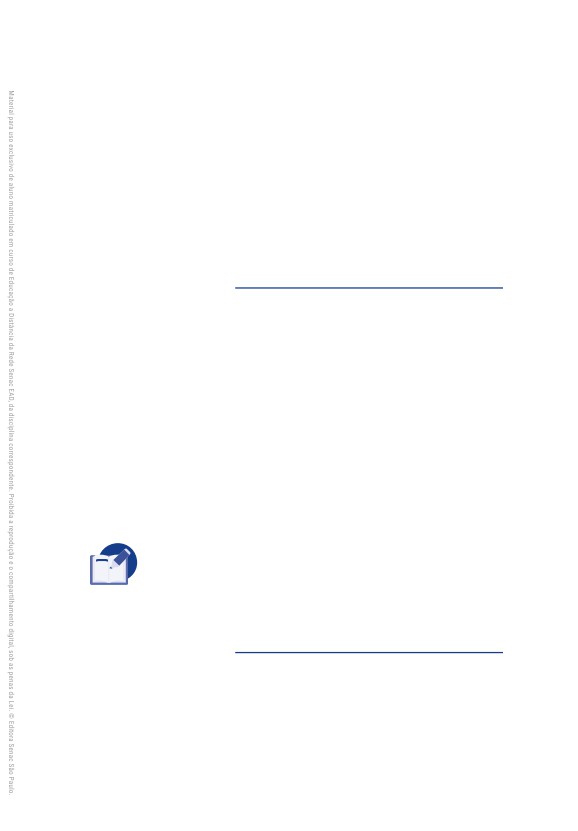 Material para uso exclusivo de aluno matriculado em curso de Educação a Distância da Rede Senac EAD, da disciplina correspondente. Proibida a reprodução e o compartilhamento digital, sob as penas da Lei. © Editora Senac São Paulo.